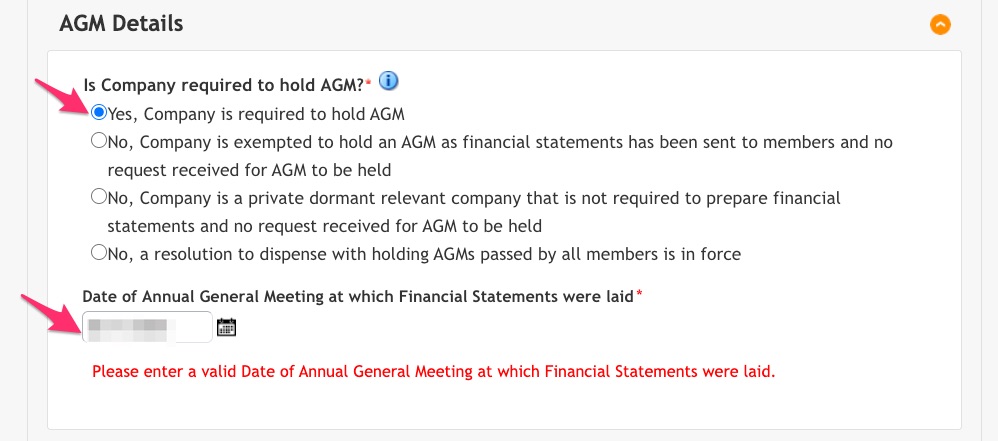 AGM Details
Is Company required to hold AGM?*
Yes, Company is required to hold AGM
No, Company is exempted to hold an AGM as financial statements has been sent to members and no
request received for AGM to be held
No, Company is a private dormant relevant company that is not required to prepare financial
statements and no request received for AGM to be held
No, a resolution to dispense with holding AGMs passed by all members is in force
Date of Annual General Meeting at which Financial Statements were laid*
Please enter a valid Date of Annual General Meeting at which Financial Statements were laid.